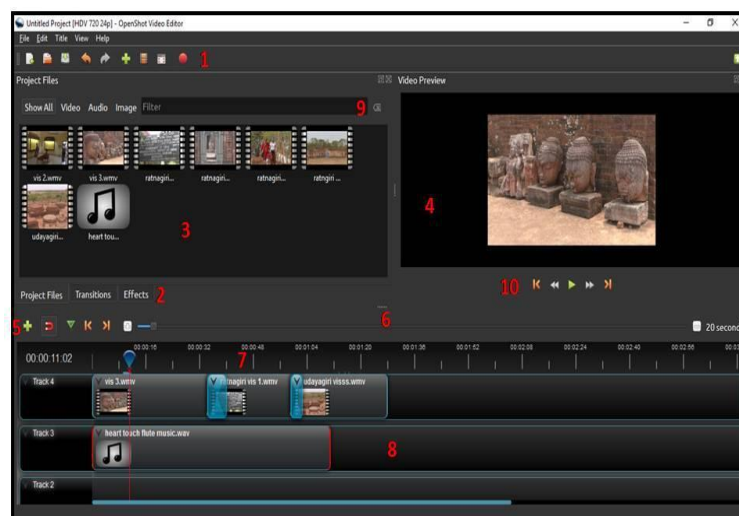 Untitled Project [HDV 720 24p] - OpenShot Video Editor
File Edit Title View Help
1
Project Files
Video Preview
Show All Video Audio Image Filter
9
vis 2.wmv vis 3.wmv ratnagiri... ratnagiri... ratnagiri... ratngiri ...
udayagiri... heart tou...
3
4
10
Project Files Transitions Effects 2
5
6
20 second
00:00:11:02
00:00:16 00:00:32 00:00:48 00:01:04 00:01:20 00:01:36 00:01:52 00:02:08 00:02:24 00:02:40 00:02:56
7
Track 4 vis 3.wmv ratnagiri vis 1.wmv udayagiri visss.wmv
Track 3 heart touch flute music.wav
8
Track 2